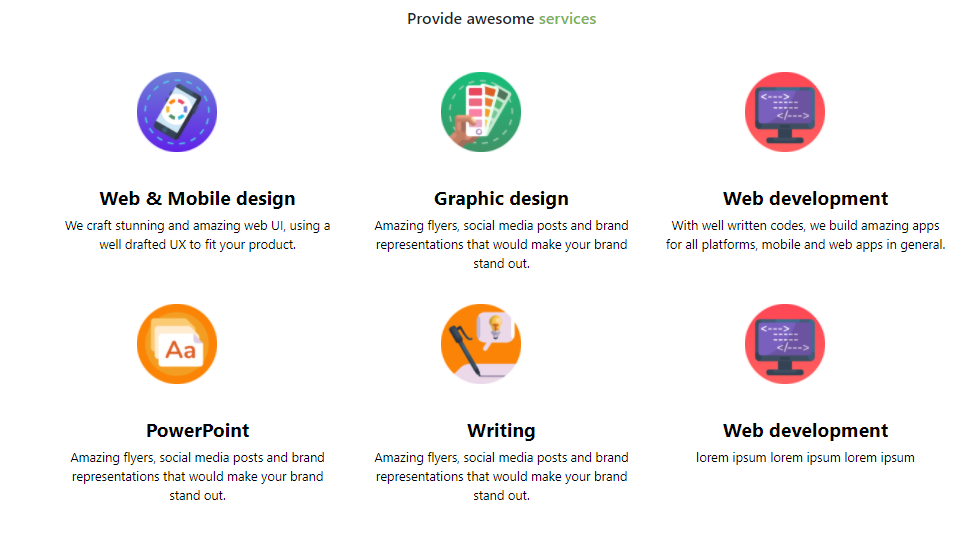 Provide awesome services
<--->
-----
-----
</--->
Web & Mobile design
We craft stunning and amazing web UI, using a
well drafted UX to fit your product.
Graphic design
Amazing flyers, social media posts and brand
representations that would make your brand
stand out.
Web development
With well written codes, we build amazing apps
for all platforms, mobile and web apps in general.
Aa
<--->
-----
-----
</--->
PowerPoint
Amazing flyers, social media posts and brand
representations that would make your brand
stand out.
Writing
Amazing flyers, social media posts and brand
representations that would make your brand
stand out.
Web development
lorem ipsum lorem ipsum lorem ipsum